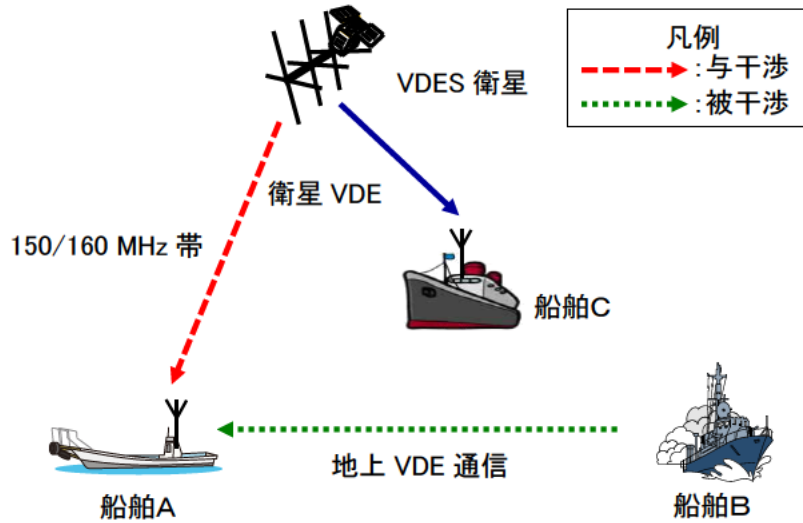 凡例
:与干渉
:被干渉
VDES 衛星
衛星 VDE
150/160 MHz 帯
船舶C
地上 VDE 通信
船舶A
船舶B